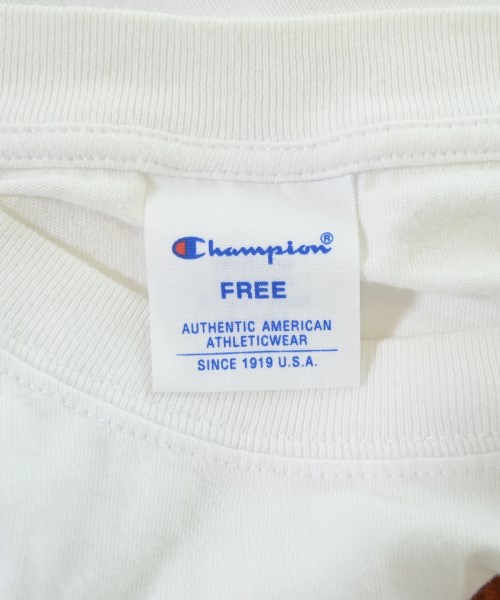 Champion®
FREE
AUTHENTIC AMERICAN
ATHLETICWEAR
SINCE 1919 U.S.A.